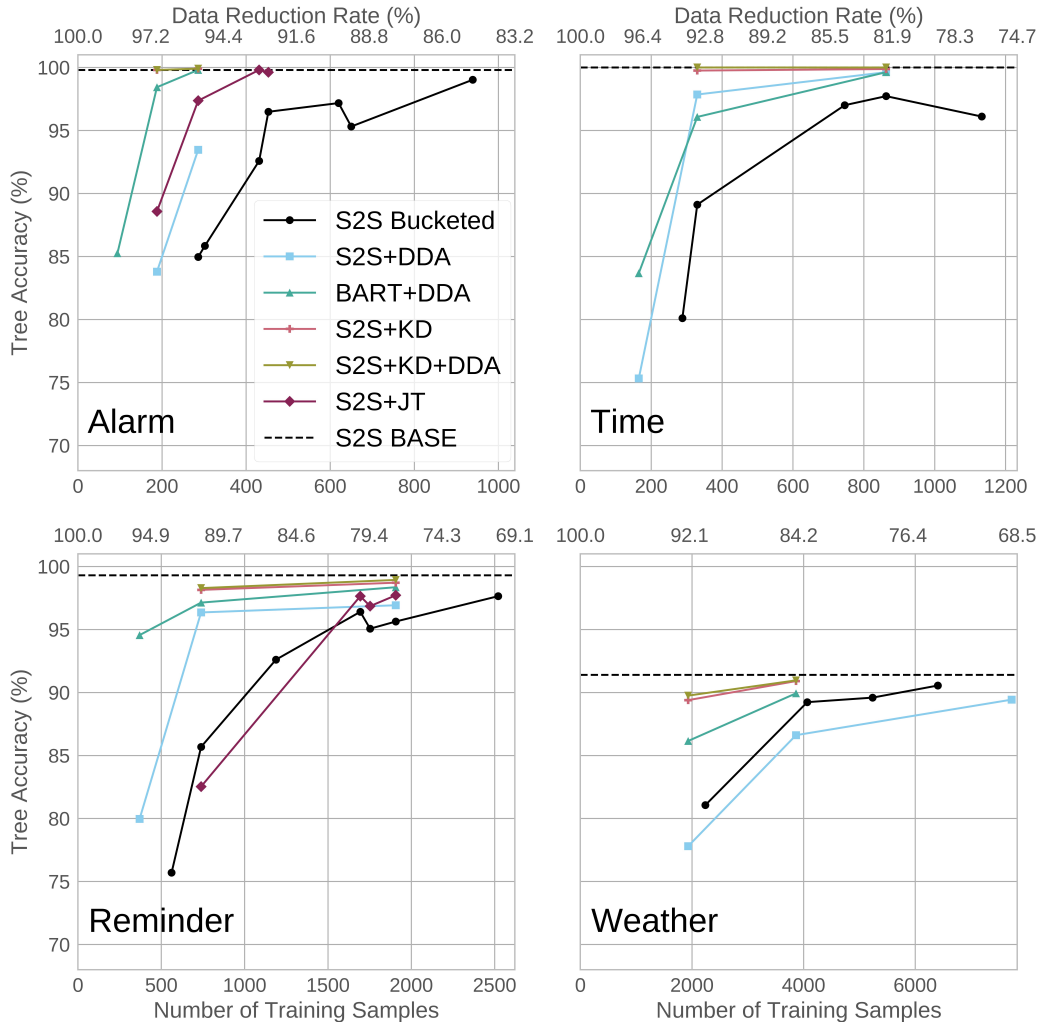 Data Reduction Rate (%)
Data Reduction Rate (%)
100.0 97.2 94.4 91.6 88.8 86.0 83.2
100.0 96.4 92.8 89.2 85.5 81.9 78.3 74.7
100
95
90
85
80
75
70
Tree Accuracy (%)
S2S Bucketed
S2S+DDA
BART+DDA
S2S+KD
S2S+KD+DDA
S2S+JT
S2S BASE
Alarm
Time
0 200 400 600 800 1000
0 200 400 600 800 1000 1200
100.0 94.9 89.7 84.6 79.4 74.3 69.1
100.0 92.1 84.2 76.4 68.5
100
95
90
85
80
75
70
Tree Accuracy (%)
Reminder
Weather
0 500 1000 1500 2000 2500
0 2000 4000 6000
Number of Training Samples
Number of Training Samples